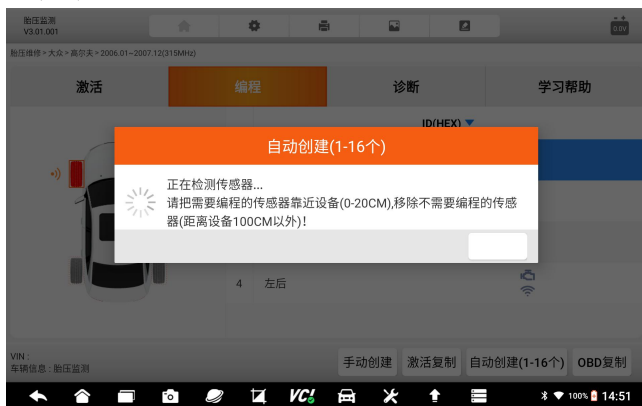 胎压监测
V3.01.001
0.0V
胎压维修>大众>高尔夫>2006.01~2007.12(315MHz)
激活
编程
诊断
学习帮助
ID(HEX)
自动创建(1-16个)
正在检测传感器...
请把需要编程的传感器靠近设备(0-20CM),移除不需要编程的传感
器(距离设备100CM以外)!
4 左后
VIN :
车辆信息 : 胎压监测
手动创建 激活复制 自动创建(1-16个) OBD复制
VCI 100% 14:51